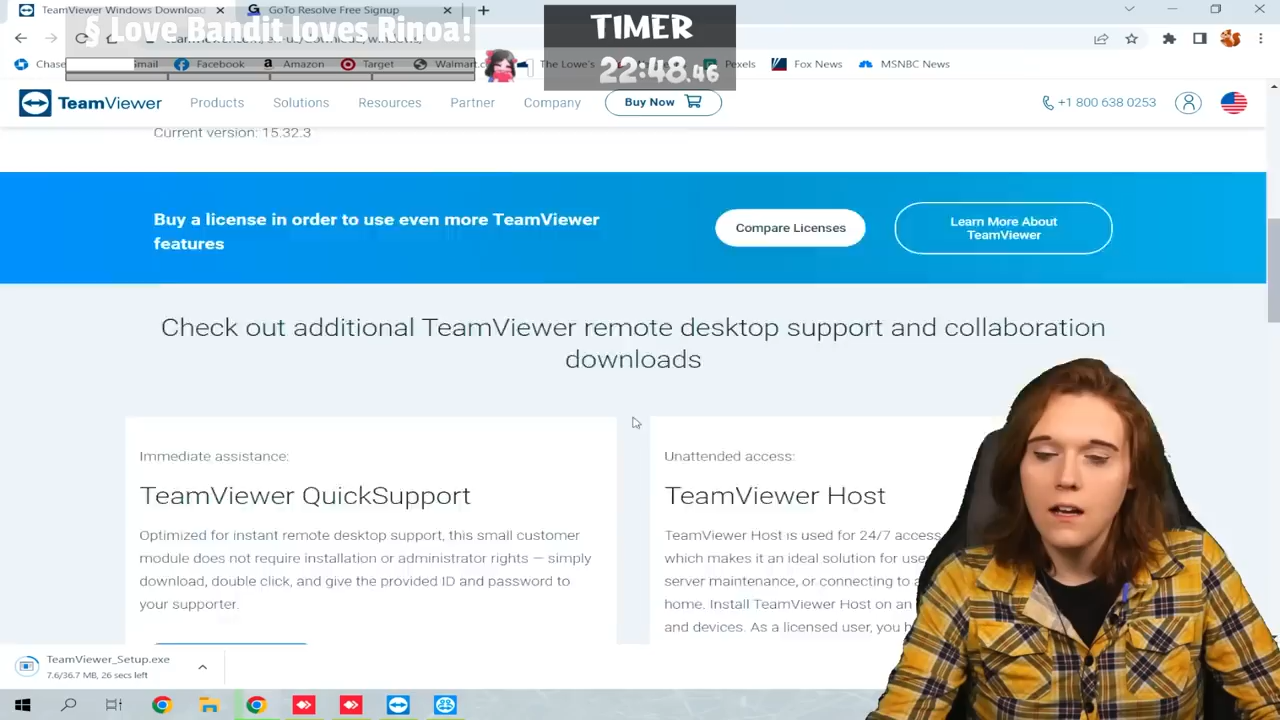 TeamViewer Windows Download
GoTo Resolve Free Signup
§ Love Bandit loves Rinoa!
TIMER
22:48.46
Chase
Gmail
Facebook
Amazon
Target
Walmart.c
The Lowe's
Pexels
Fox News
MSNBC News
TeamViewer
Products
Solutions
Resources
Partner
Company
Buy Now
+1 800 638 0253
Current version: 15.32.3
Buy a license in order to use even more TeamViewer
features
Compare Licenses
Learn More About
TeamViewer
Check out additional TeamViewer remote desktop support and collaboration
downloads
Immediate assistance:
TeamViewer QuickSupport
Optimized for instant remote desktop support, this small customer
module does not require installation or administrator rights — simply
download, double click, and give the provided ID and password to
your supporter.
Unattended access:
TeamViewer Host
TeamViewer Host is used for 24/7 access
which makes it an ideal solution for
server maintenance, or connecting to
home. Install TeamViewer Host on an
and devices. As a licensed user, you
TeamViewer_Setup.exe
7.6/36.7 MB, 26 secs left